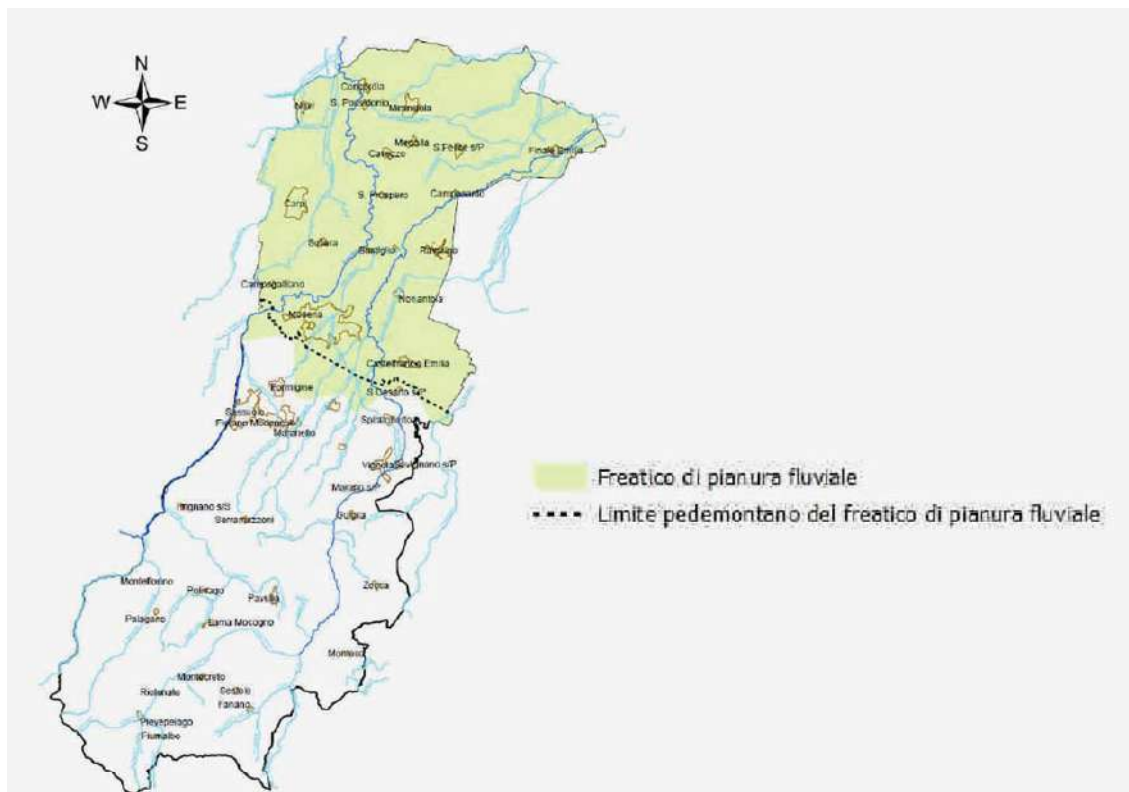 N
W E
S
Concordia
S. Possidonio
Mirandola
Novi
Medolla
Cavezzo
S.Felice s/P
Finale Emilia
S. Prospero
Camposanto
Carpi
Soliera
Bastiglia
Ravarino
Campogalliano
Nonantola
Modena
Castelfranco Emilia
Formigine
S.Cesario s/P
Sassuolo
Spilamberto
Fiorano Modenese
Maranello
Vignola Savignano s/P
Marano s/P
Prignano s/S
Serramazzoni
Guiglia
Montefiorino
Polinago
Pavullo
Zocca
Palagano
Lama Mocogno
Montese
Montecreto
Riolunato
Sestola
Fanano
Pievepelago
Fiumalbo
Freatico di pianura fluviale
Limite pedemontano del freatico di pianura fluviale